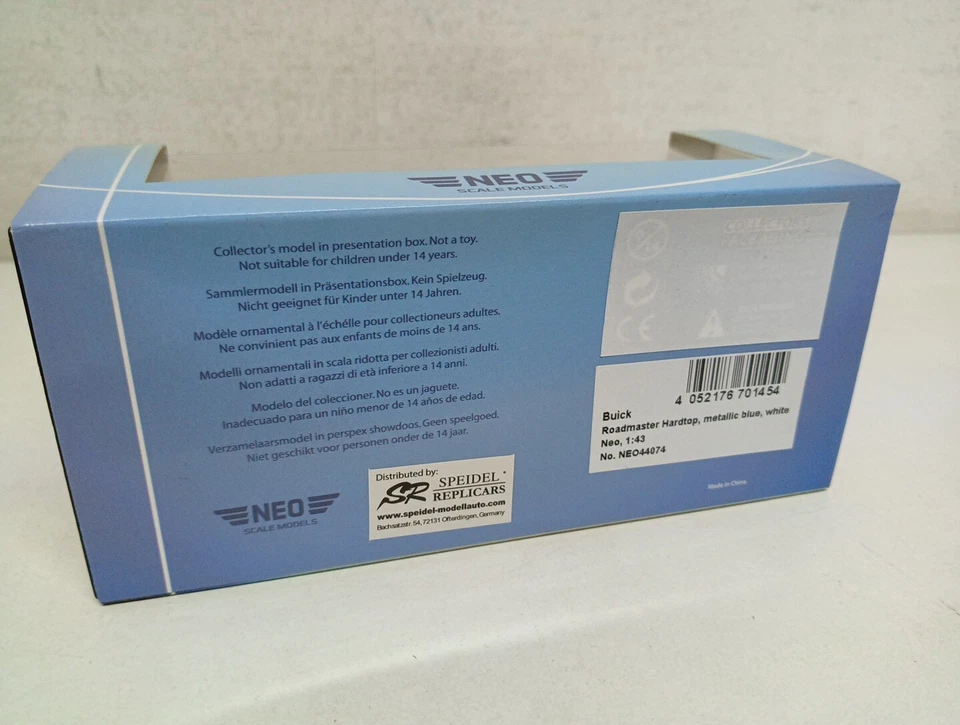 NEO
SCALE MODELS
Collector's model in presentation box. Not a toy.
Not suitable for children under 14 years.
Sammlermodell in Präsentationsbox. Kein Spielzeug.
Nicht geeignet für Kinder unter 14 Jahren.
Modèle ornamental à l'échélle pour collectioneurs adultes.
Ne convienient pas aux enfants de moins de 14 ans.
Modelli ornamentali in scala ridotta per collezionisti adulti.
Non adatti a ragazzi di età inferiore a 14 anni.
Modelo del coleccioner. No es un jaguete.
Inadecuado para un niño menor de 14 años de edad.
Verzamelaarsmodel in perspex showdoos. Geen speelgoed.
Niet geschikt voor personen onder de 14 jaar.
NEO
SCALE MODELS
Distributed by:
SR SPEIDEL
REPLICARS
www.speidel-modellauto.com
Bachsatzstr. 54, 72131 Ofterdingen, Germany
COLLECTORS
CE
4 052176 701454
Buick
Roadmaster Hardtop, metallic blue, white
Neo, 1:43
No. NEO44074
Made in China